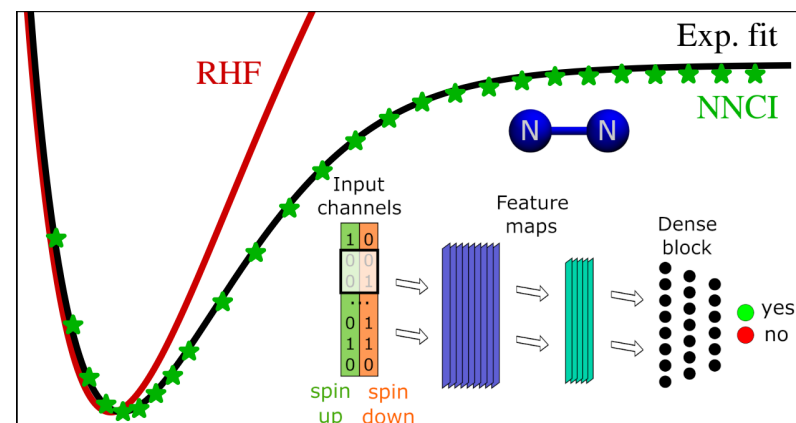 Exp. fit
RHF
NNCI
N N
Input
channels
Feature
maps
Dense
block
1 0
0 0
0 1
...
0 1
1 1
0 0
yes
no
spin spin
up down